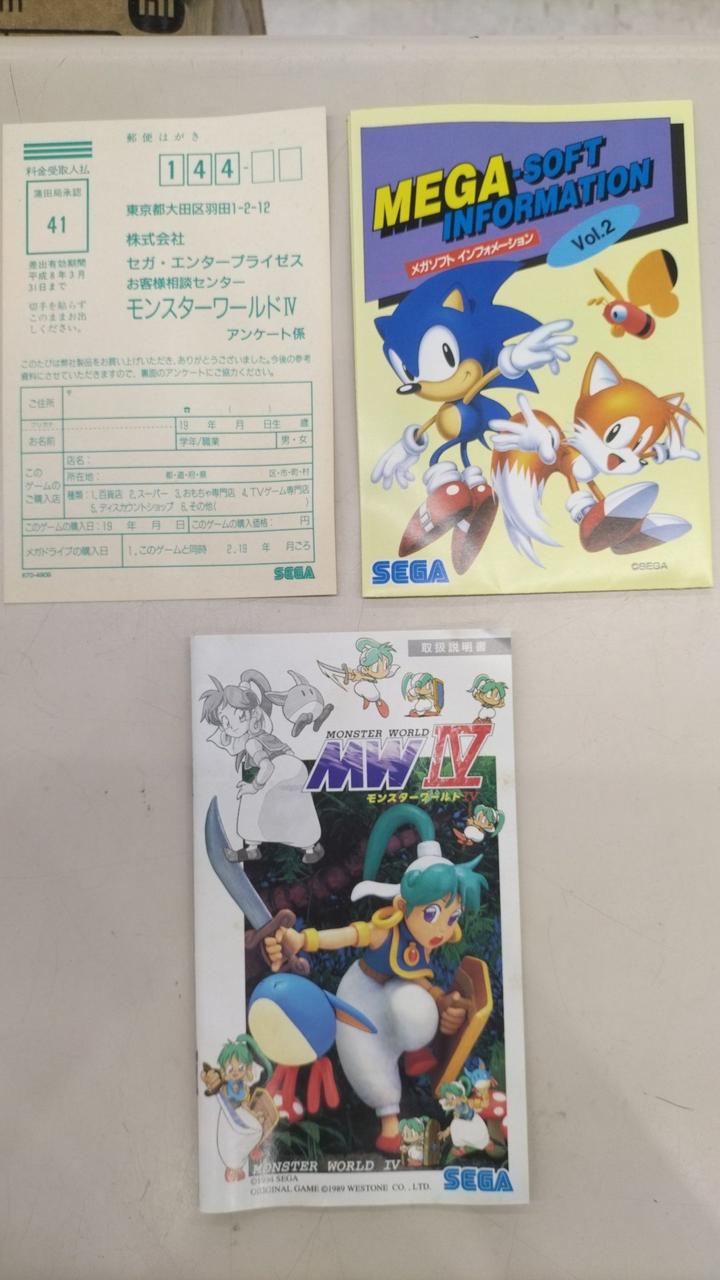 郵便はがき
料金受取人払
蒲田局承認
41
差出有効期間
平成8年3月
31日まで
切手を貼らず
このままお出
しください。
144-
東京都大田区羽田1-2-12
株式会社
セガ・エンタープライゼス
お客様相談センター
モンスターワールドⅣ
アンケート係
このたびは弊社製品をお買い上げいただき、ありがとうございました。今後の参考
資料にさせていただきますので、裏面のアンケートにご協力ください。
ご住所
〒
☎ ( )
フリガナ
お名前
19 年 月 日生 歳
学年/職業
男・女
このゲームのご購入店
店名:
所在地: 都・道・府・県 区・市・町・村
種類:1.百貨店 2.スーパー 3.おもちゃ専門店 4.TVゲーム専門店
5.ディスカウントショップ 6.その他( )
このゲームの購入日:19 年 月 日
このゲームの購入価格: 円
メガドライブの購入日
1.このゲームと同時 2.19 年 月ごろ
670-4906
SEGA
MEGA-SOFT
INFORMATION
メガソフト インフォメーション
Vol.2
SEGA
©SEGA
取扱説明書
MONSTER WORLD
MW IV
モンスターワールドIV
MONSTER WORLD IV
©1994 SEGA
ORIGINAL GAME ©1989 WESTONE CO., LTD.
SEGA